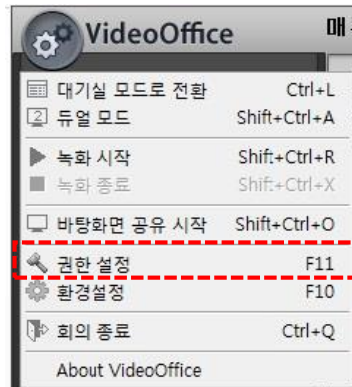 VideoOffice 매
대기실 모드로 전환 Ctrl+L
2 듀얼 모드 Shift+Ctrl+A
녹화 시작 Shift+Ctrl+R
녹화 종료 Shift+Ctrl+X
바탕화면 공유 시작 Shift+Ctrl+O
권한 설정 F11
환경설정 F10
회의 종료 Ctrl+Q
About VideoOffice